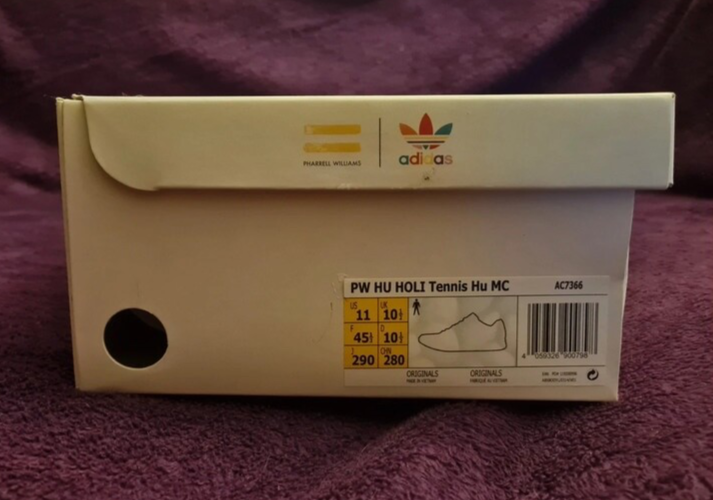 PHARRELL WILLIAMS
adidas
PW HU HOLI Tennis Hu MC AC7366
US 11 UK 10½
F 45⅓ D 10½
J 290 CHN 280
4 059326 900798
ORIGINALS ORIGINALS
MADE IN VIETNAM FABRIQUE AU VIETNAM